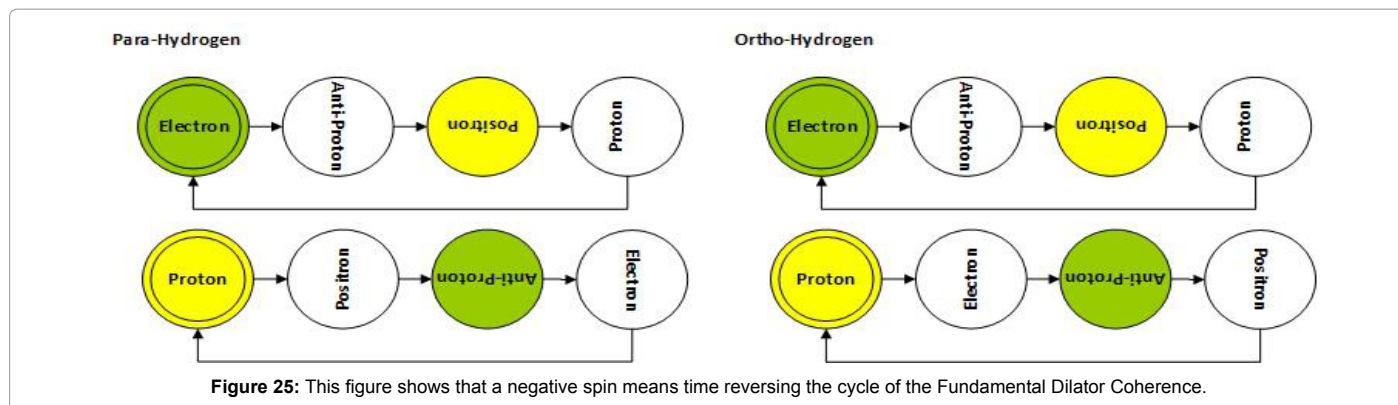 Para-Hydrogen
Electron
Anti-Proton
Positron
Proton
Proton
Positron
Anti-Proton
Electron
Ortho-Hydrogen
Electron
Anti-Proton
Positron
Proton
Proton
Electron
Anti-Proton
Positron
Figure 25: This figure shows that a negative spin means time reversing the cycle of the Fundamental Dilator Coherence.